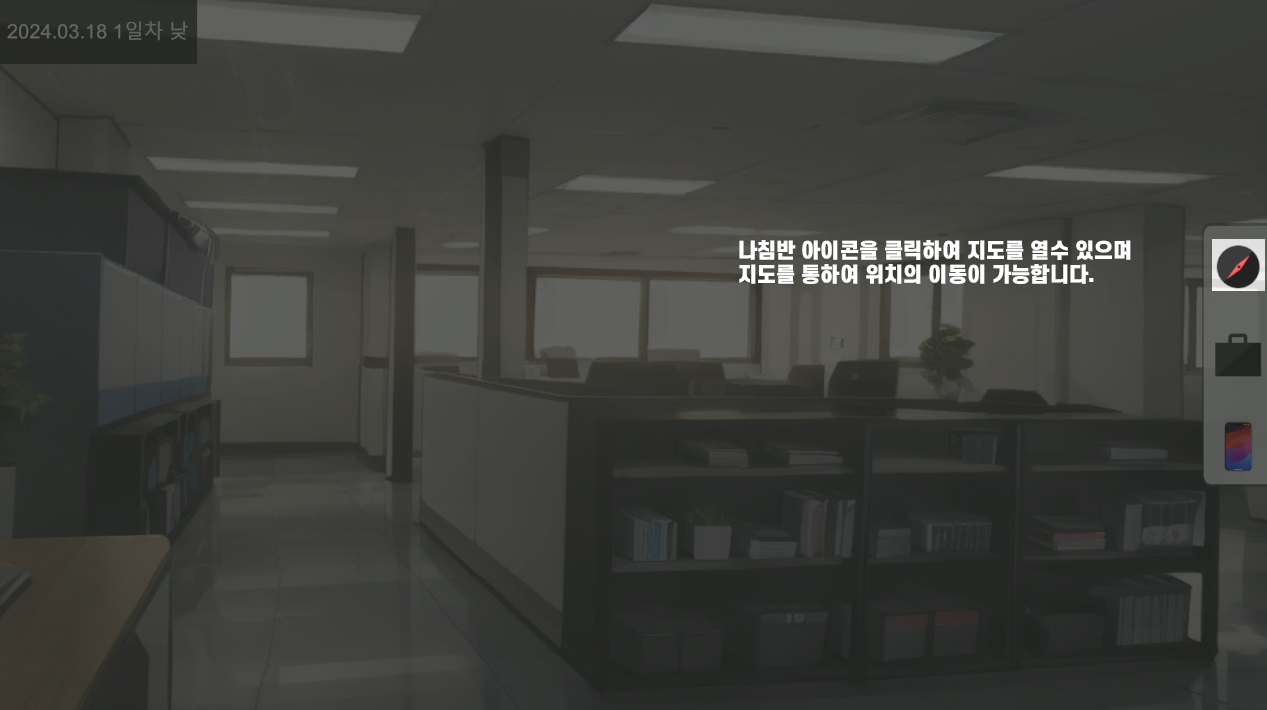 2024.03.18 1일차 낮
나침반 아이콘을 클릭하여 지도를 열수 있으며
지도를 통하여 위치의 이동이 가능합니다.